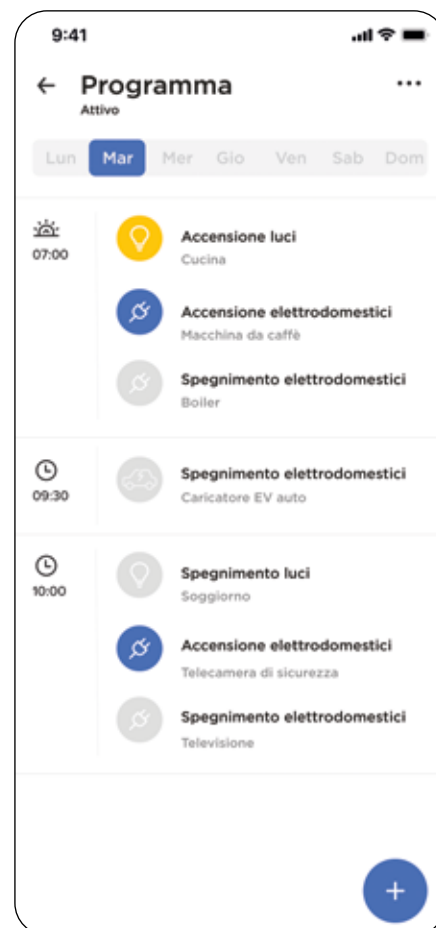 9:41
Programma
Attivo
Lun Mar Mer Gio Ven Sab Dom
07:00
Accensione luci
Cucina
Accensione elettrodomestici
Macchina da caffè
Spegnimento elettrodomestici
Boiler
09:30
Spegnimento elettrodomestici
Caricatore EV auto
10:00
Spegnimento luci
Soggiorno
Accensione elettrodomestici
Telecamera di sicurezza
Spegnimento elettrodomestici
Televisione